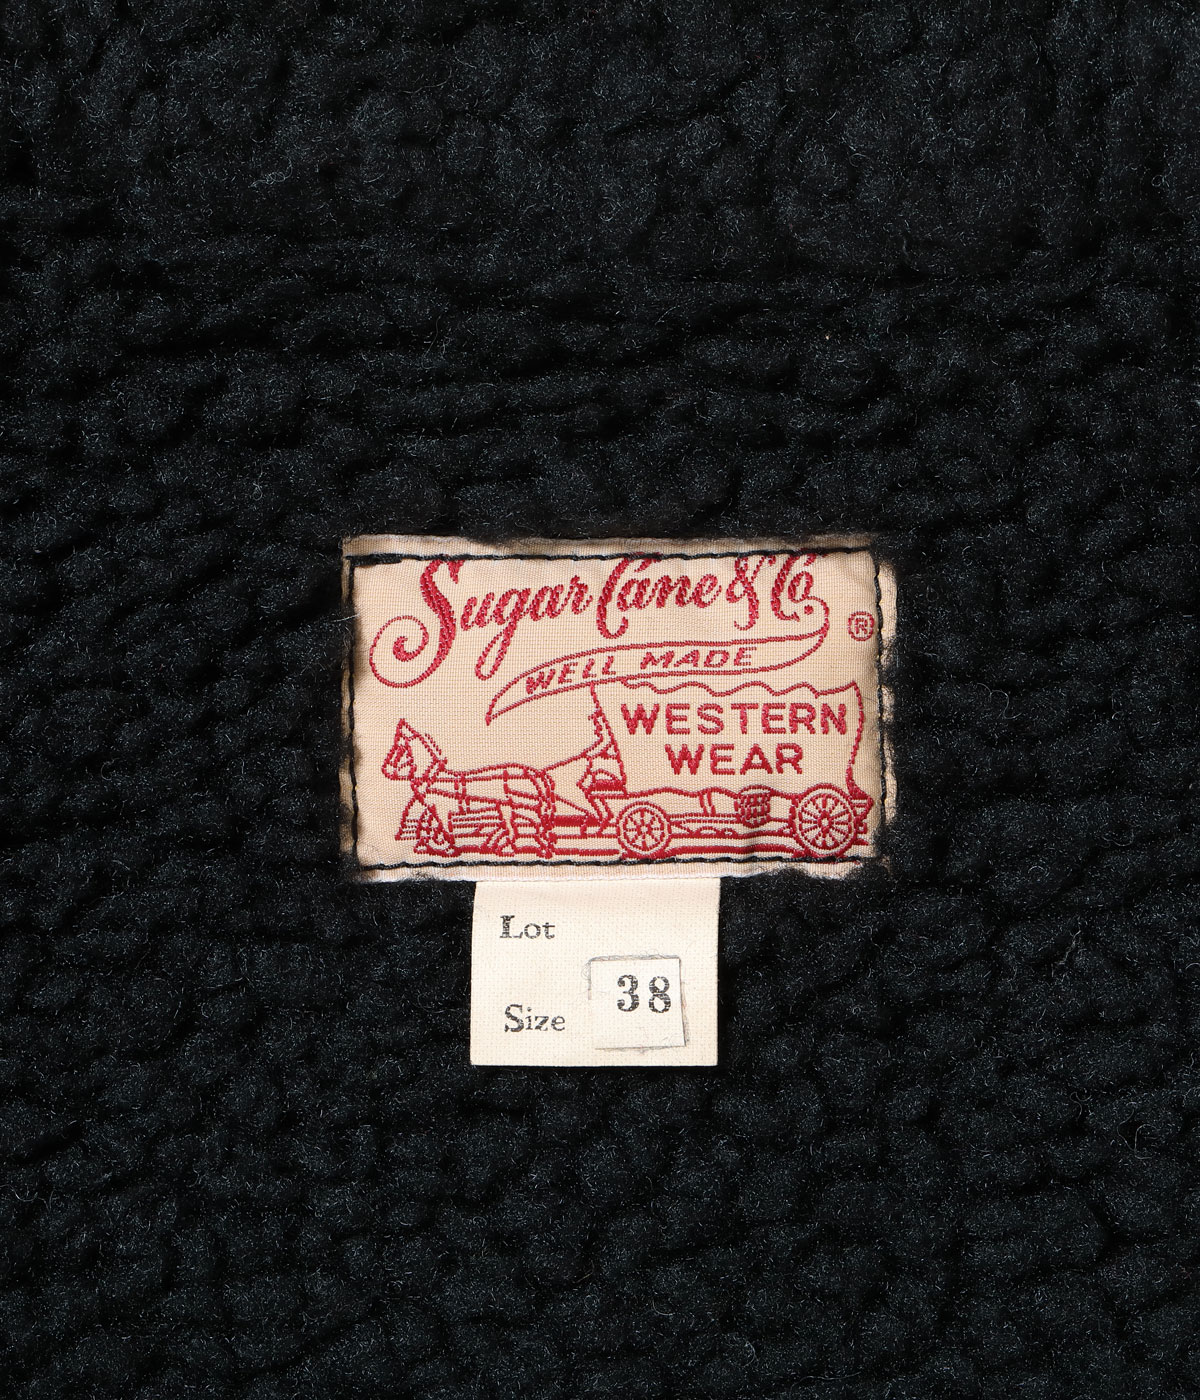 Sugar Cane & Co.
®
WELL MADE
WESTERN
WEAR
Lot
Size 38